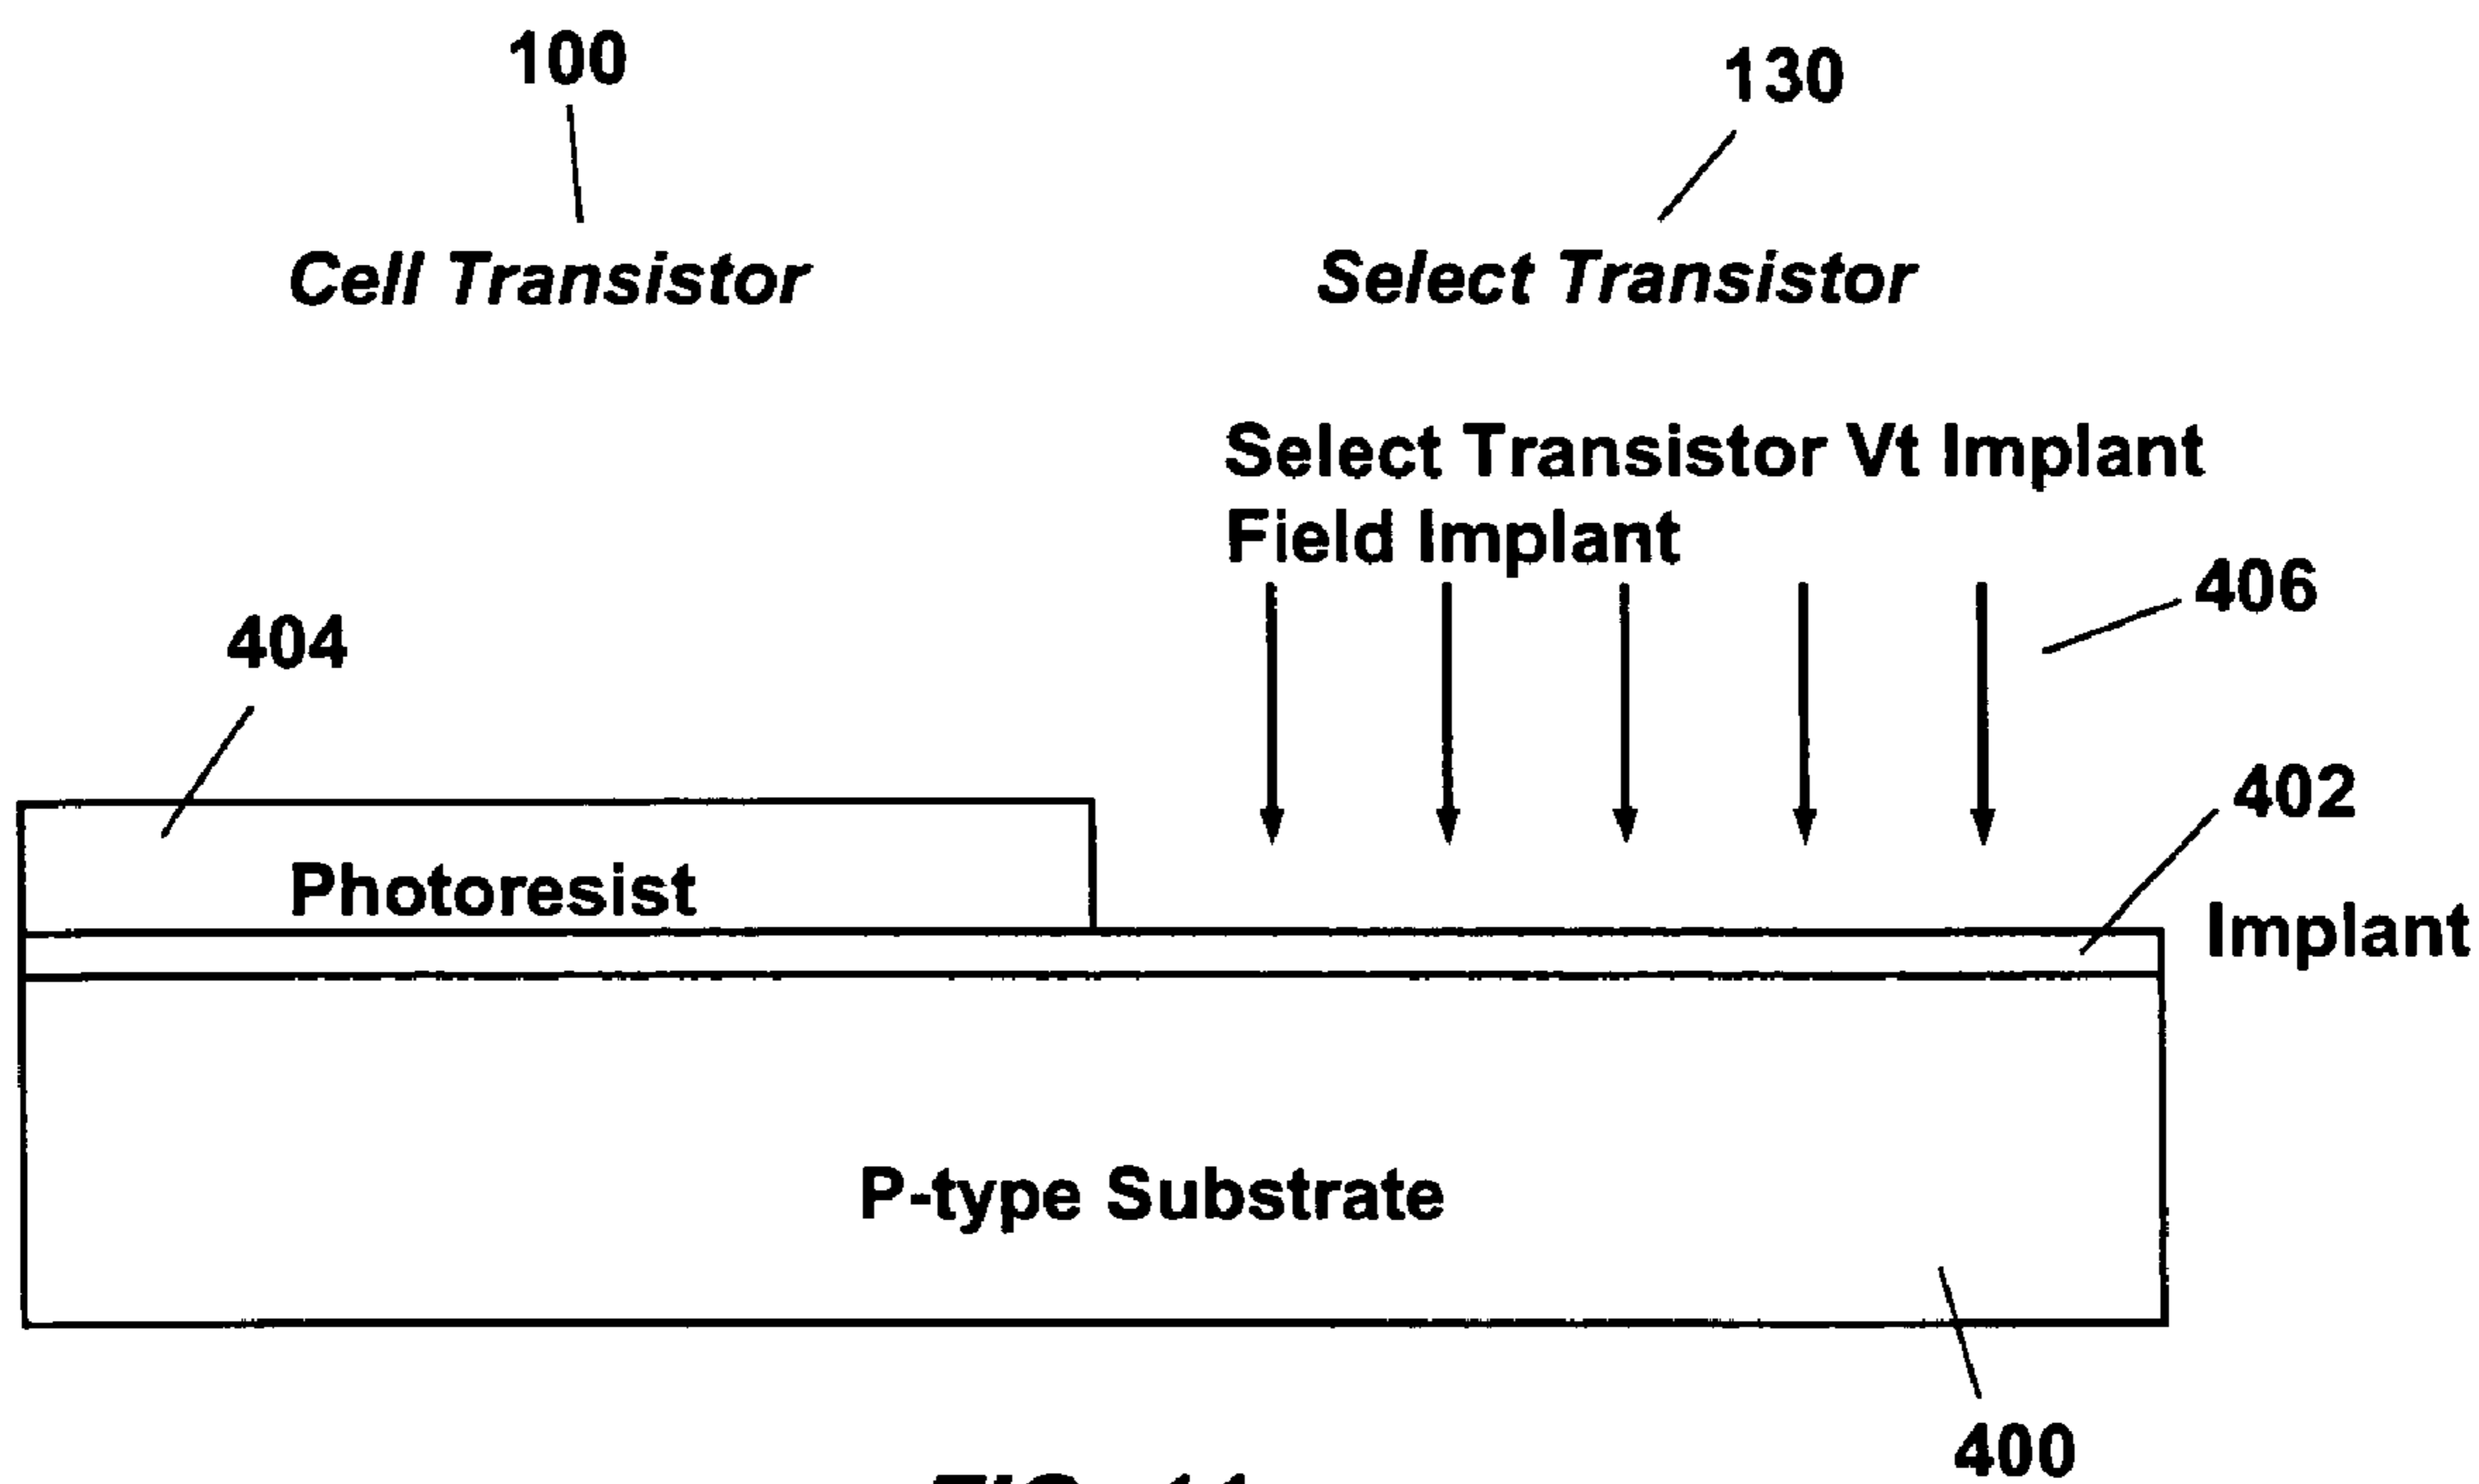 100
130
Cell Transistor
Select Transistor
Select Transistor Vt Implant
Field Implant
406
404
402
Photoresist
Implant
P-type Substrate
400